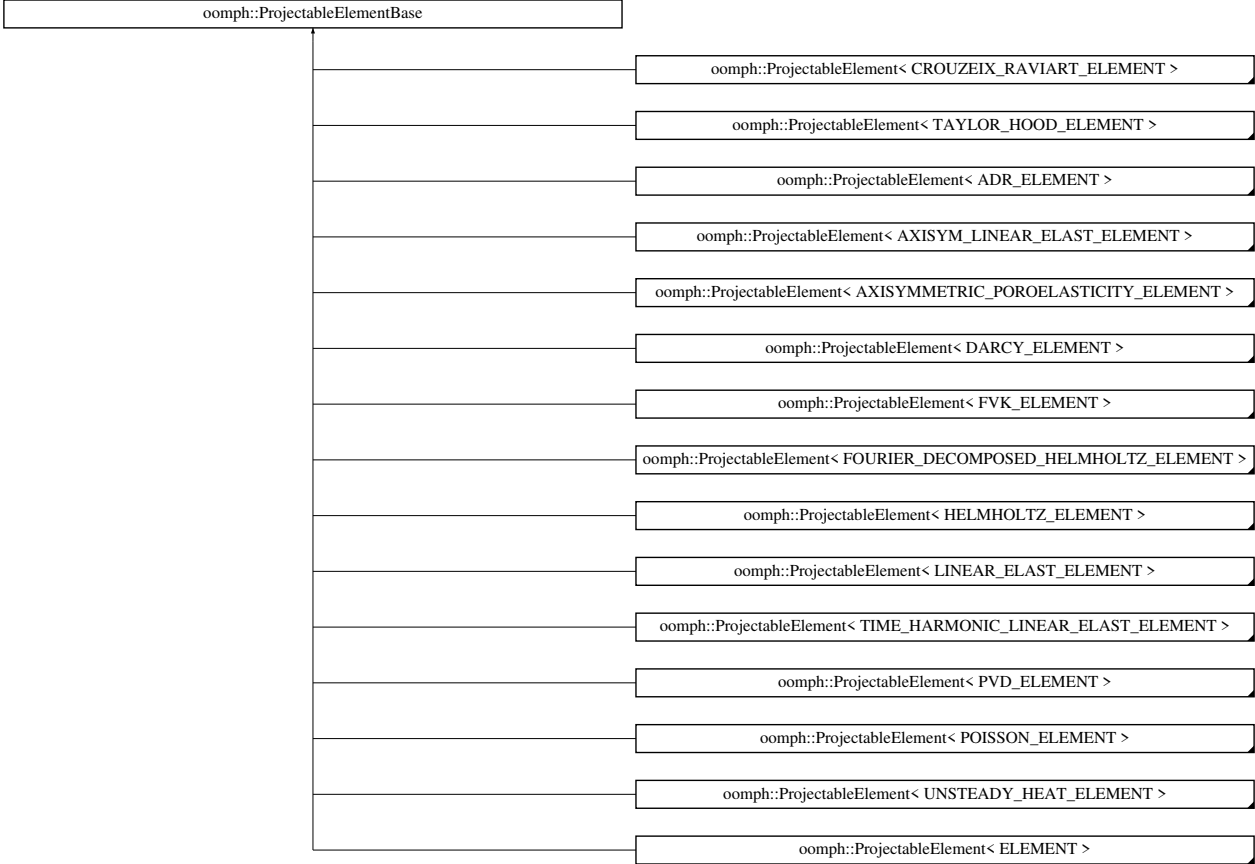 oomph::ProjectableElementBase
oomph::ProjectableElement< CROUZEIX_RAVIART_ELEMENT >
oomph::ProjectableElement< TAYLOR_HOOD_ELEMENT >
oomph::ProjectableElement< ADR_ELEMENT >
oomph::ProjectableElement< AXISYM_LINEAR_ELAST_ELEMENT >
oomph::ProjectableElement< AXISYMMETRIC_POROELASTICITY_ELEMENT >
oomph::ProjectableElement< DARCY_ELEMENT >
oomph::ProjectableElement< FVK_ELEMENT >
oomph::ProjectableElement< FOURIER_DECOMPOSED_HELMHOLTZ_ELEMENT >
oomph::ProjectableElement< HELMHOLTZ_ELEMENT >
oomph::ProjectableElement< LINEAR_ELAST_ELEMENT >
oomph::ProjectableElement< TIME_HARMONIC_LINEAR_ELAST_ELEMENT >
oomph::ProjectableElement< PVD_ELEMENT >
oomph::ProjectableElement< POISSON_ELEMENT >
oomph::ProjectableElement< UNSTEADY_HEAT_ELEMENT >
oomph::ProjectableElement< ELEMENT >